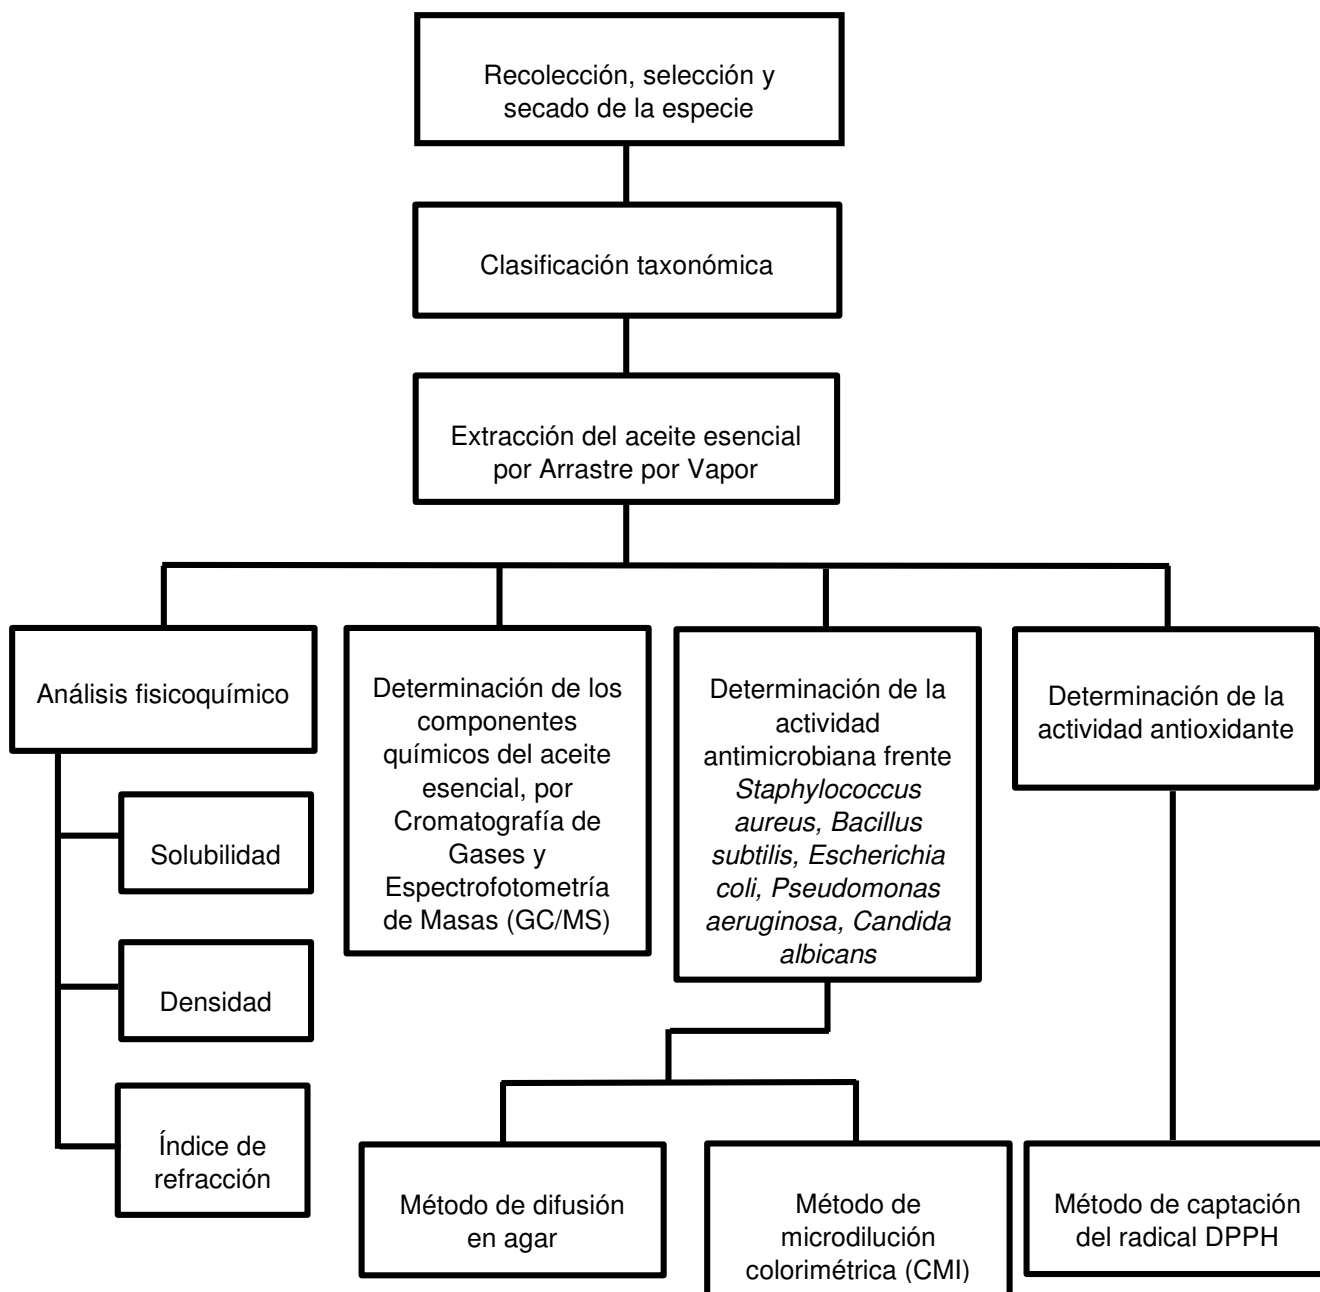 Recolección, selección y
secado de la especie
Clasificación taxonómica
Extracción del aceite esencial
por Arrastre por Vapor
Análisis fisicoquímico
Determinación de los
componentes
químicos del aceite
esencial, por
Cromatografía de
Gases y
Espectrofotometría
de Masas (GC/MS)
Determinación de la
actividad
antimicrobiana frente
Staphylococcus
aureus, Bacillus
subtilis, Escherichia
coli, Pseudomonas
aeruginosa, Candida
albicans
Determinación de la
actividad antioxidante
Solubilidad
Densidad
Índice de
refracción
Método de difusión
en agar
Método de
microdilución
colorimétrica (CMI)
Método de captación
del radical DPPH